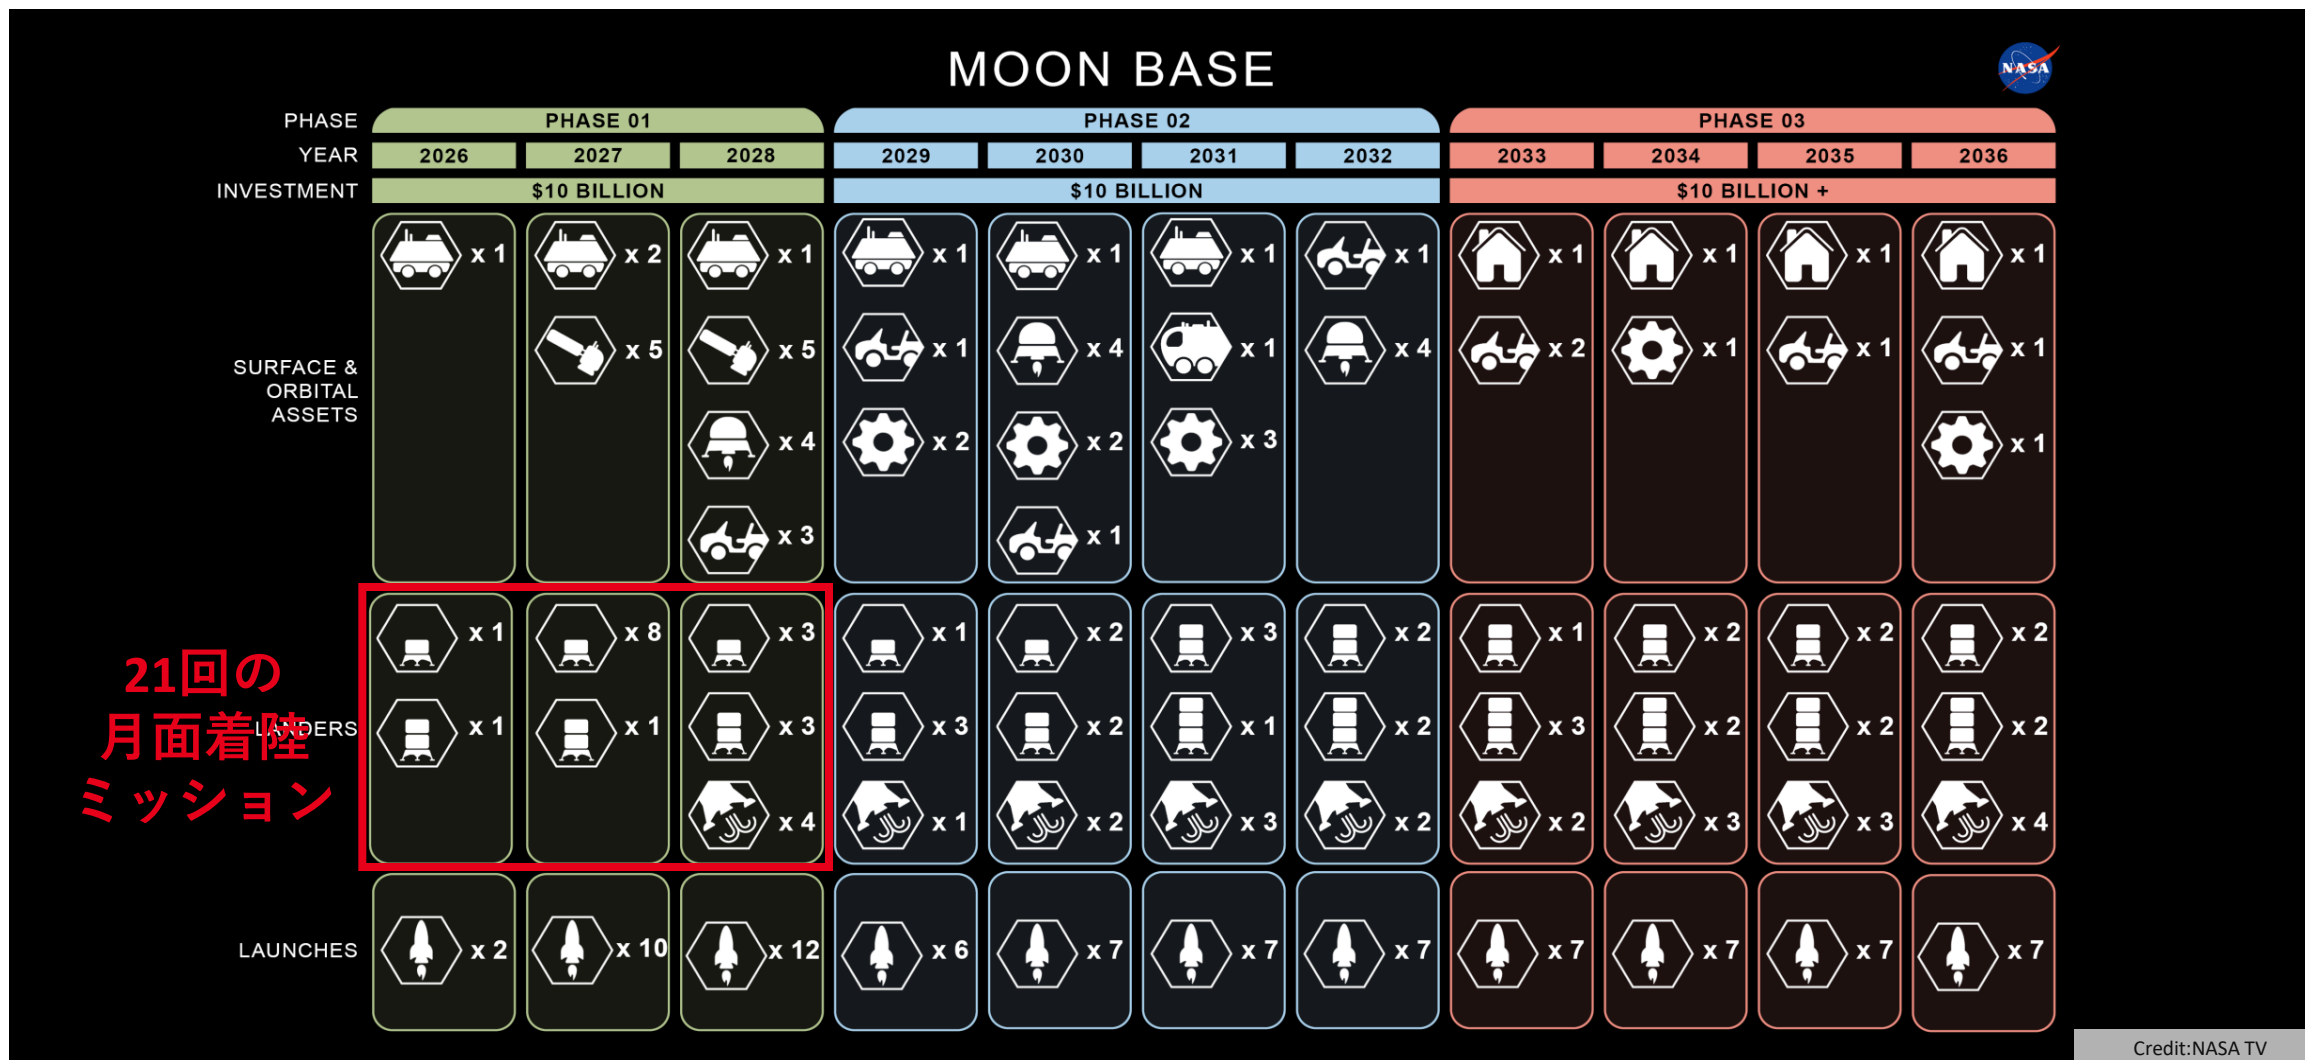 MOON BASE
NASA
PHASE PHASE 01 PHASE 02 PHASE 03
YEAR 2026 2027 2028 2029 2030 2031 2032 2033 2034 2035 2036
INVESTMENT $10 BILLION $10 BILLION $10 BILLION +
SURFACE &
ORBITAL
ASSETS
x 1 x 2 x 1 x 1 x 1 x 1 x 1 x 1 x 1 x 1 x 1
x 5 x 5 x 1 x 4 x 1 x 4 x 2 x 1 x 1 x 1
x 4 x 2 x 2 x 3 x 1
x 3 x 1
21回の
月面着陸
ミッション
LANDERS
x 1 x 8 x 3 x 1 x 2 x 3 x 2 x 1 x 2 x 2 x 2
x 1 x 1 x 3 x 3 x 2 x 1 x 2 x 3 x 2 x 2 x 2
x 4 x 1 x 2 x 3 x 2 x 2 x 3 x 3 x 4
LAUNCHES x 2 x 10 x 12 x 6 x 7 x 7 x 7 x 7 x 7 x 7 x 7
Credit:NASA TV